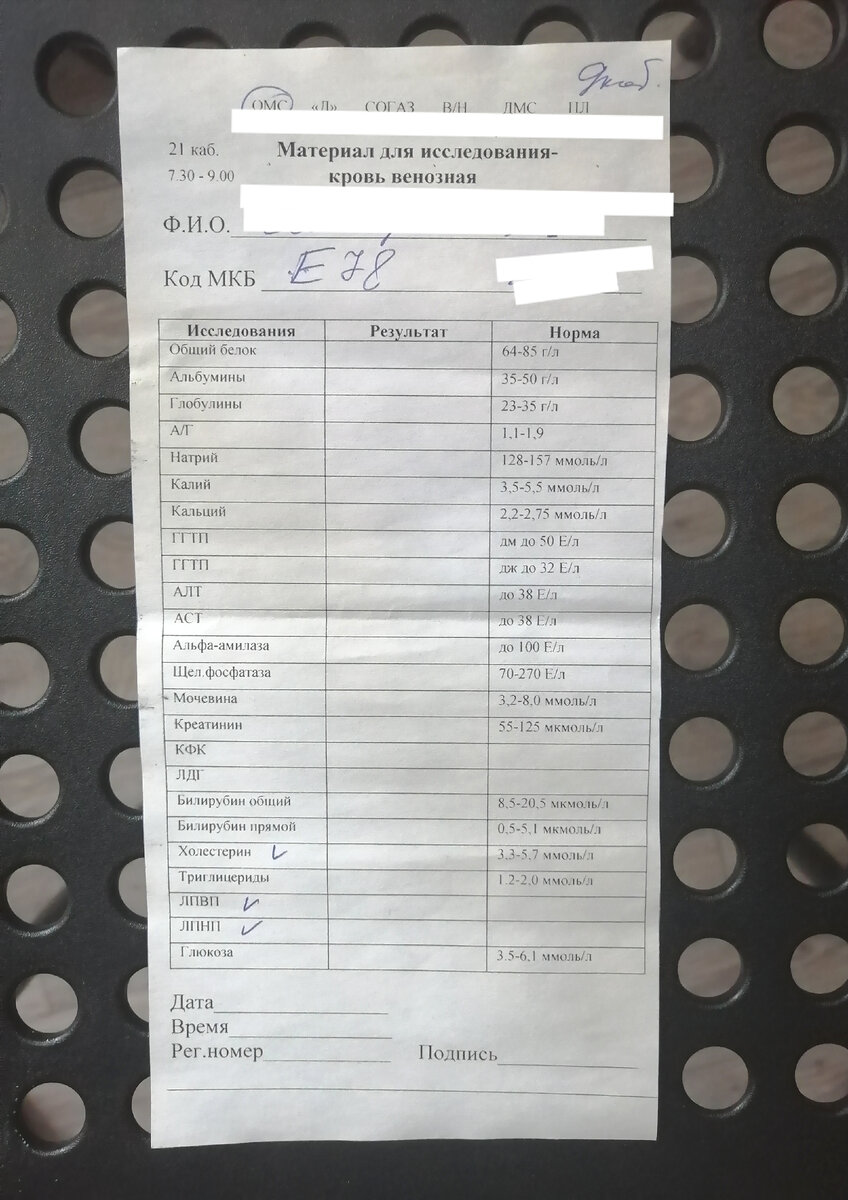 ОМС «Д» СОГАЗ В/Н ДМС ПЛ
21 каб. Материал для исследования-
7.30 - 9.00 кровь венозная
Ф.И.О.
Код МКБ E78
Исследования Результат Норма
Общий белок 64-85 г/л
Альбумины 35-50 г/л
Глобулины 23-35 г/л
А/Г 1,1-1,9
Натрий 128-157 ммоль/л
Калий 3,5-5,5 ммоль/л
Кальций 2,2-2,75 ммоль/л
ГГТП дм до 50 Е/л
ГГТП дж до 32 Е/л
АЛТ до 38 Е/л
АСТ до 38 Е/л
Альфа-амилаза до 100 Е/л
Щел.фосфатаза 70-270 Е/л
Мочевина 3,2-8,0 ммоль/л
Креатинин 55-125 мкмоль/л
КФК
ЛДГ
Билирубин общий 8,5-20,5 мкмоль/л
Билирубин прямой 0,5-5,1 мкмоль/л
Холестерин 3,3-5,7 ммоль/л
Триглицериды 1.2-2,0 ммоль/л
ЛПВП
ЛПНП
Глюкоза 3.5-6,1 ммоль/л
Дата
Время
Рег.номер Подпись